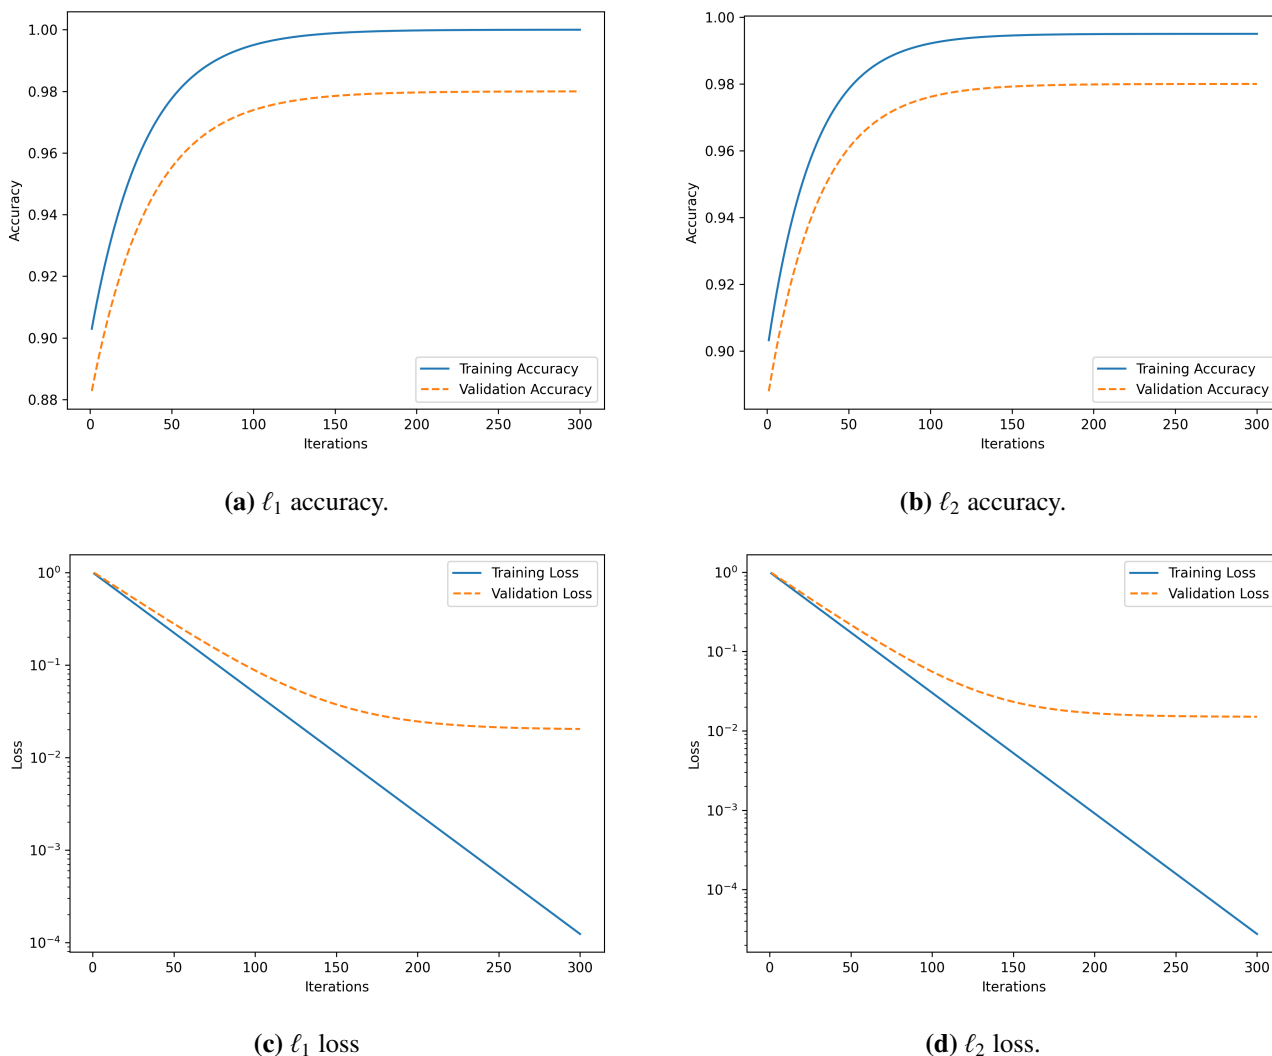 1.00
0.98
0.96
0.94
0.92
0.90
0.88
Accuracy
0 50 100 150 200 250 300
Iterations
Training Accuracy
Validation Accuracy
(a) ℓ1 accuracy.
1.00
0.98
0.96
0.94
0.92
0.90
Accuracy
0 50 100 150 200 250 300
Iterations
Training Accuracy
Validation Accuracy
(b) ℓ2 accuracy.
10^0
10^-1
10^-2
10^-3
10^-4
Loss
0 50 100 150 200 250 300
Iterations
Training Loss
Validation Loss
(c) ℓ1 loss
10^0
10^-1
10^-2
10^-3
10^-4
Loss
0 50 100 150 200 250 300
Iterations
Training Loss
Validation Loss
(d) ℓ2 loss.